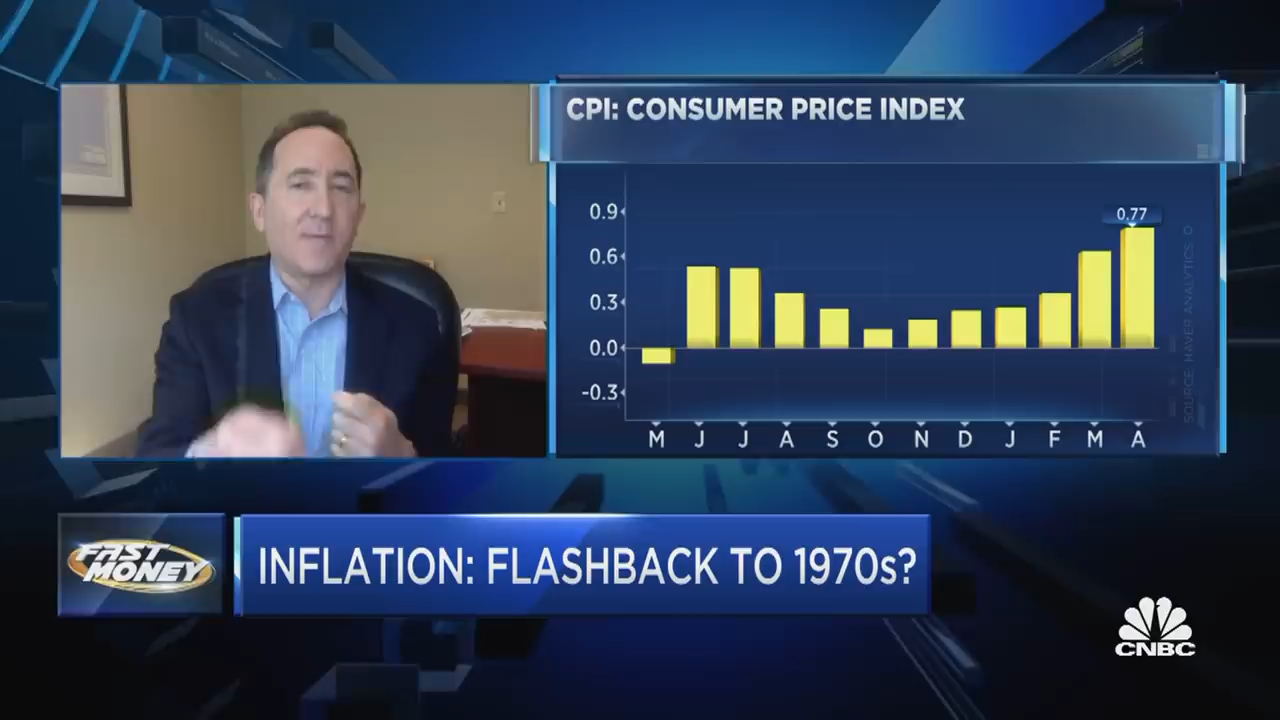 CPI: CONSUMER PRICE INDEX
0.9
0.6
0.3
0.0
-0.3
0.77
M J J A S O N D J F M A
SOURCE: HAVER ANALYTICS
FAST
MONEY
INFLATION: FLASHBACK TO 1970s?
CNBC